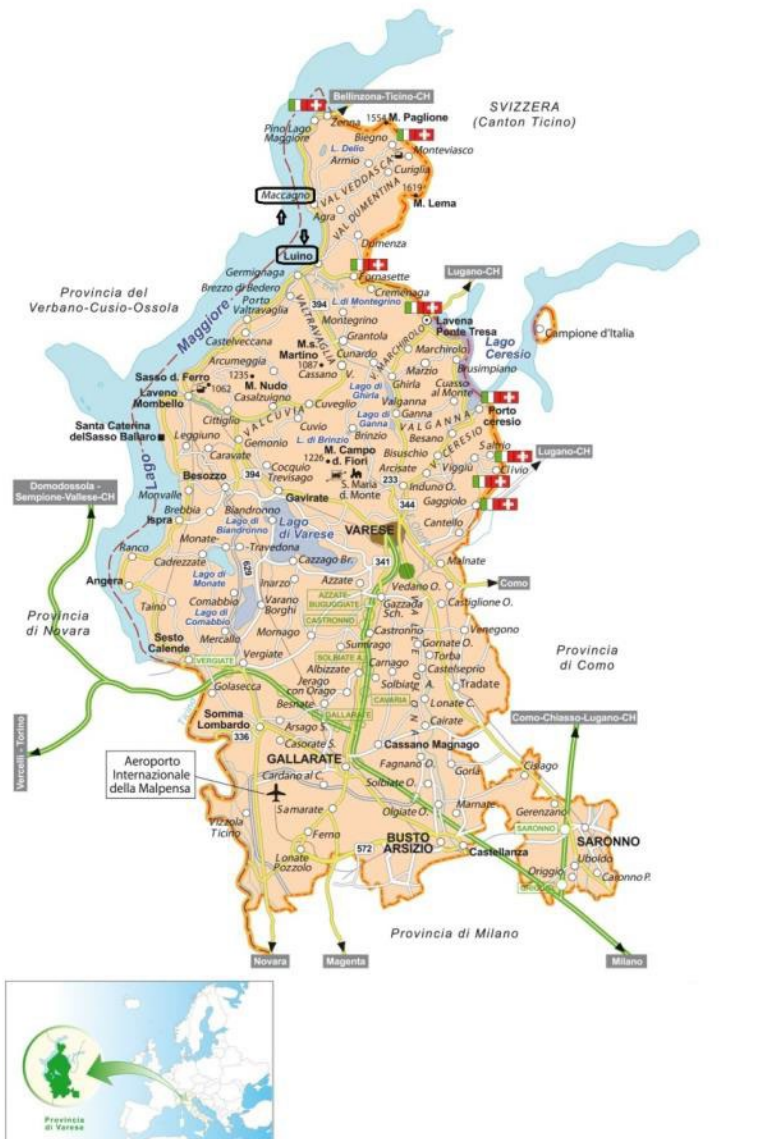 Bellinzona-Ticino-CH
SVIZZERA
(Canton Ticino)
Zenna
1554 M. Paglione
Pino Lago
Maggiore
Biegno
Monteviasco
L. Delio
Armio
Curiglia
VAL VEDDASCA
VAL DUMENTINA
1619
M. Lema
Maccagno
Agra
Dumenza
Luino
Germignaga
Fornasette
Lugano-CH
Brezzo di Bedero
Cremenaga
Provincia del
Verbano-Cusio-Ossola
Porto
Valtravaglia
394
L. di Montegrino
Lago Maggiore
VALTRAVAGLIA
Montegrino
Lavena
Ponte Tresa
Lago
Ceresio
Campione d'Italia
Castelveccana
Grantola
V. MARCHIROLO
Marchirolo
M.s.
Martino
1087
Cunardo
Arcumeggia
Marzio
Brusimpiano
Sasso d. Ferro
1062
1235
M. Nudo
Cassano V.
Ghirla
Cuasso
al Monte
Laveno
Mombello
Casalzuigno
Lago di
Ghirla
Valganna
Porto
ceresio
Cittiglio
VALCUVIA
Cuveglio
Lago di
Ganna
Ganna
VALGANNA
Santa Caterina
delSasso Ballaro
Leggiuno
Gemonio
Cuvio
L. di Brinzio
Brinzio
Besano
V. CERESIO
Saltrio
Lugano-CH
Caravate
M. Campo
d. Fiori
1226
Bisuschio
Viggiù
Clivio
Cocquio
Trevisago
S. Maria
d. Monte
Arcisate
Domodossola -
Sempione-Vallese-CH
Besozzo
394
233
Induno O.
Monvalle
Gavirate
344
Gaggiolo
Brebbia
Biandronno
Ispra
Lago di
Biandronno
Lago
di Varese
VARESE
Cantello
Ranco
Monate-
-Travedona
Cadrezzate
629
Cazzago Br.
341
Malnate
Angera
Lago di
Monate
Inarzo
Azzate
Vedano O.
Como
Comabbio
AZZATE-
BUGUGGIATE
Gazzada
Sch.
Castiglione O.
Taino
Lago di
Comabbio
Varano
Borghi
CASTRONNO
Provincia
di Novara
Mercallo
Mornago
Castronno
Venegono
Sesto
Calende
Sumirago
Gornate O.
Torba
Provincia
di Como
VERGIATE
Vergiate
SOLBIATE A.
Albizzate
Carnago
Castelseprio
Golasecca
Jerago
con Orago
Solbiate A.
Tradate
Besnate
CAVARIA
GALLARATE
Lonate C.
Como-Chiasso-Lugano-CH
Somma
Lombardo
Arsago S.
Cairate
336
Casorate S.
Cassano Magnago
Vercelli - Torino
Aeroporto
Internazionale
della Malpensa
GALLARATE
Fagnano O.
Gorla
Cislago
Cardano al C.
Solbiate O.
Samarate
Olgiate O.
Marnate
Gerenzano
Vizzola
Ticino
SARONNO
Ferno
BUSTO
ARSIZIO
SARONNO
572
Castellanza
Uboldo
Lonate
Pozzolo
Origgio
Caronno P.
Provincia di Milano
Novara
Magenta
Milano
Provincia
di Varese